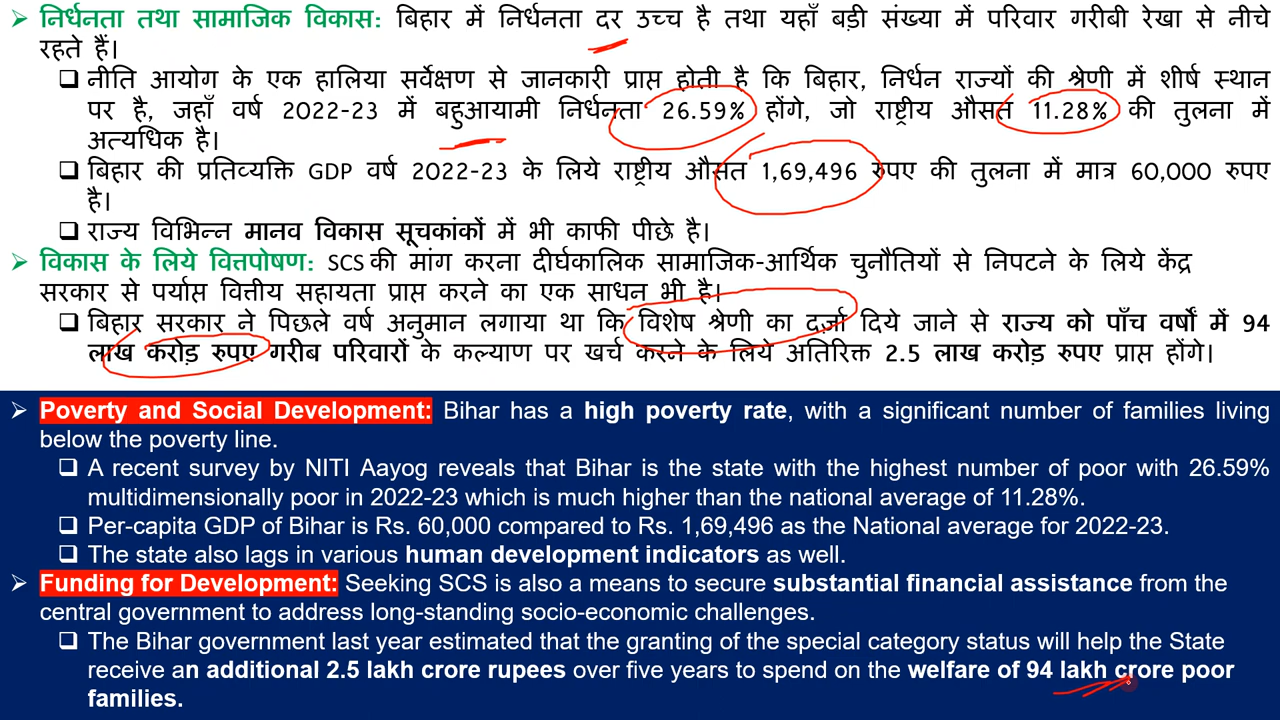 ➢ निर्धनता तथा सामाजिक विकास: बिहार में निर्धनता दर उच्च है तथा यहाँ बड़ी संख्या में परिवार गरीबी रेखा से नीचे
रहते हैं।
❑ नीति आयोग के एक हालिया सर्वेक्षण से जानकारी प्राप्त होती है कि बिहार, निर्धन राज्यों की श्रेणी में शीर्ष स्थान
पर है, जहाँ वर्ष 2022-23 में बहुआयामी निर्धनता 26.59% होंगे, जो राष्ट्रीय औसत 11.28% की तुलना में
अत्यधिक है।
❑ बिहार की प्रतिव्यक्ति GDP वर्ष 2022-23 के लिये राष्ट्रीय औसत 1,69,496 रुपए की तुलना में मात्र 60,000 रुपए
है।
❑ राज्य विभिन्न मानव विकास सूचकांकों में भी काफी पीछे है।
➢ विकास के लिये वित्तपोषण: SCS की मांग करना दीर्घकालिक सामाजिक-आर्थिक चुनौतियों से निपटने के लिये केंद्र
सरकार से पर्याप्त वित्तीय सहायता प्राप्त करने का एक साधन भी है।
❑ बिहार सरकार ने पिछले वर्ष अनुमान लगाया था कि विशेष श्रेणी का दर्ज़ा दिये जाने से राज्य को पाँच वर्षों में 94
लाख करोड़ रुपए गरीब परिवारों के कल्याण पर खर्च करने के लिये अतिरिक्त 2.5 लाख करोड़ रुपए प्राप्त होंगे।
➢ Poverty and Social Development: Bihar has a high poverty rate, with a significant number of families living
below the poverty line.
❑ A recent survey by NITI Aayog reveals that Bihar is the state with the highest number of poor with 26.59%
multidimensionally poor in 2022-23 which is much higher than the national average of 11.28%.
❑ Per-capita GDP of Bihar is Rs. 60,000 compared to Rs. 1,69,496 as the National average for 2022-23.
❑ The state also lags in various human development indicators as well.
➢ Funding for Development: Seeking SCS is also a means to secure substantial financial assistance from the
central government to address long-standing socio-economic challenges.
❑ The Bihar government last year estimated that the granting of the special category status will help the State
receive an additional 2.5 lakh crore rupees over five years to spend on the welfare of 94 lakh crore poor
families.